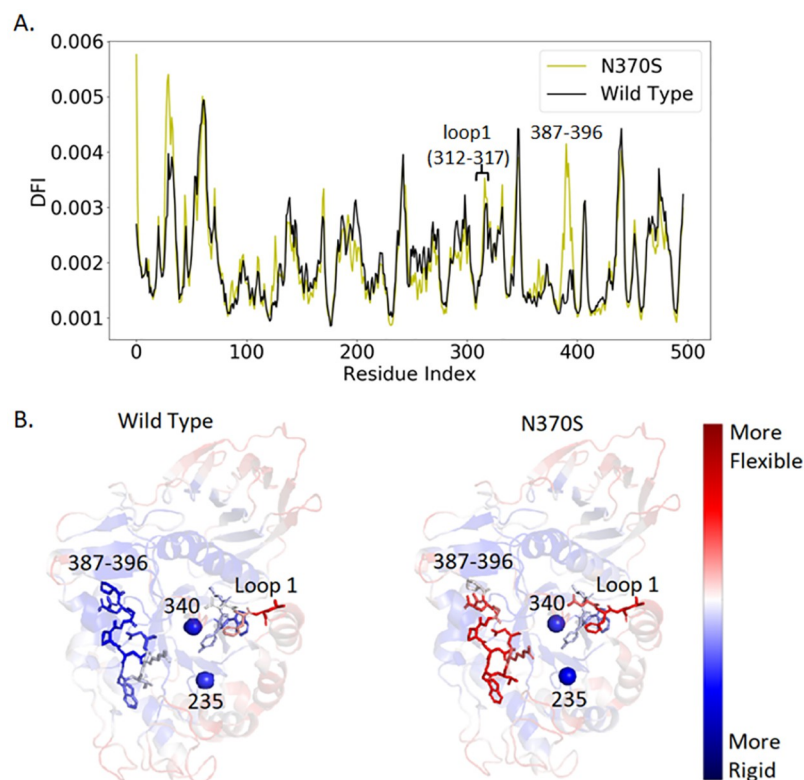 A.
0.006
0.005
0.004
0.003
0.002
0.001
DFI
N370S
Wild Type
loop1
(312-317)
387-396
0
100
200
300
400
500
Residue Index
B.
Wild Type
N370S
More
Flexible
387-396
340
Loop 1
235
387-396
340
Loop 1
235
More
Rigid